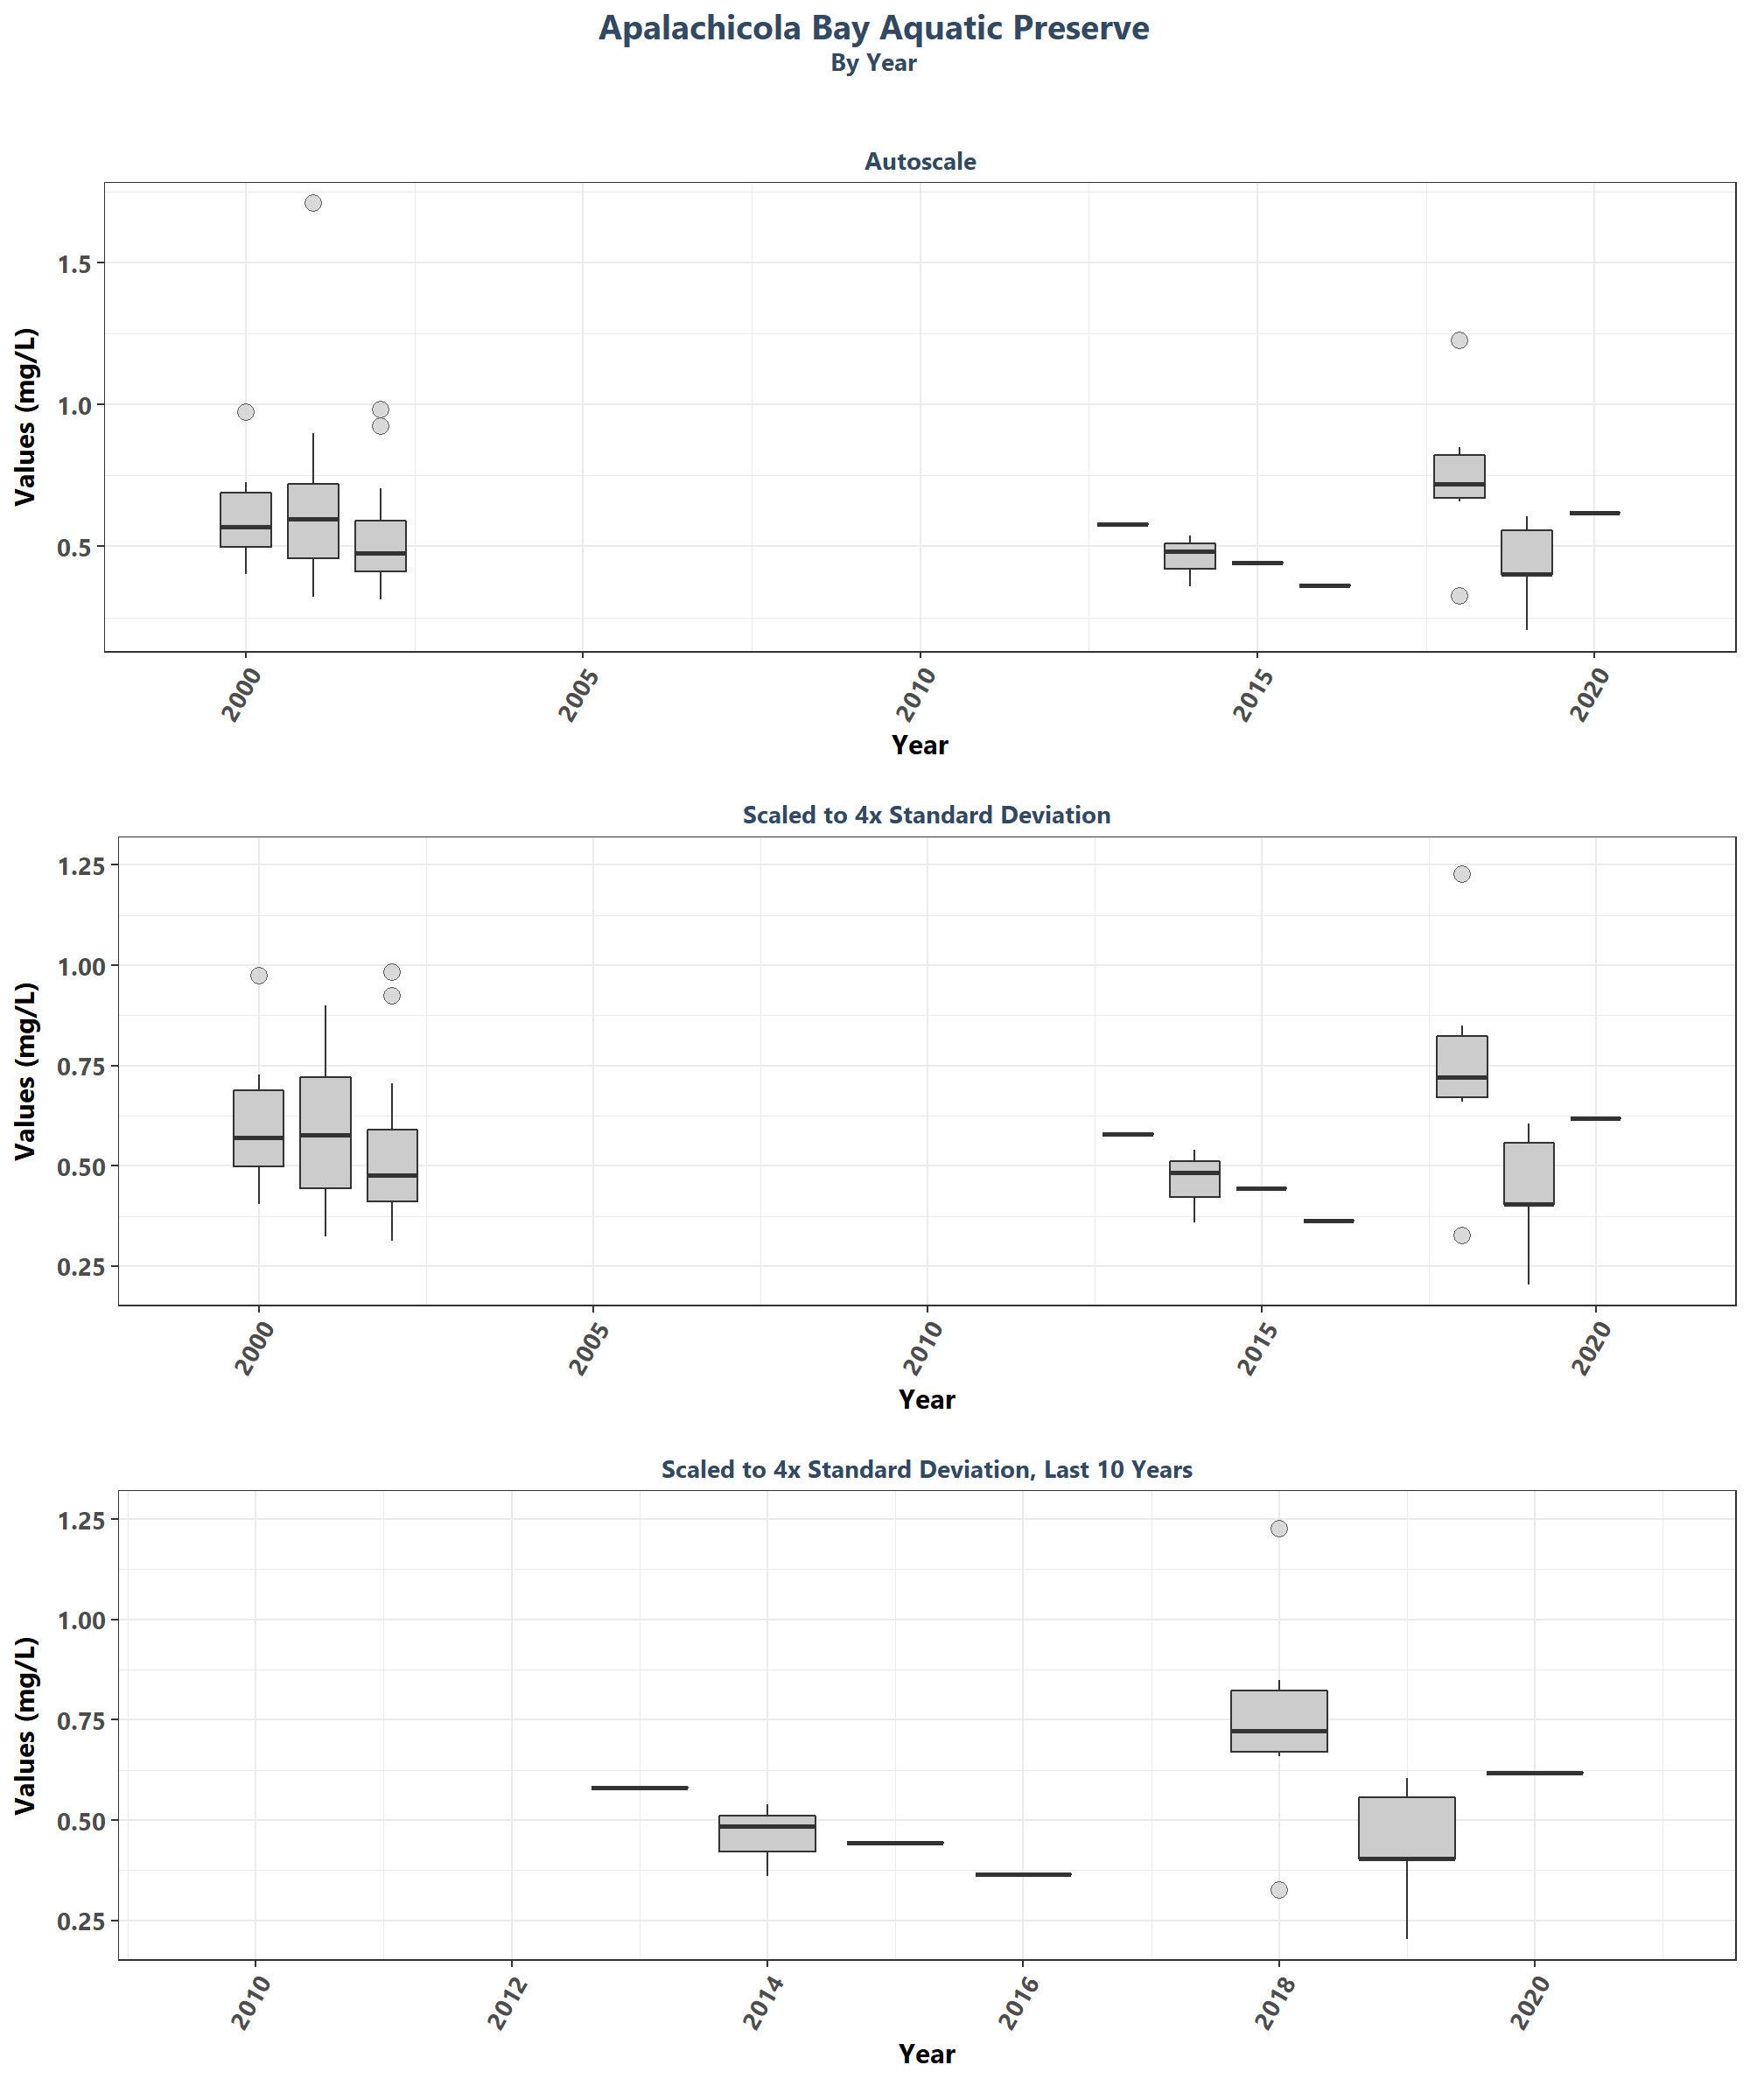 Apalachicola Bay Aquatic Preserve
By Year
Autoscale
Values (mg/L)
1.5
1.0
0.5
2000 2005 2010 2015 2020
Year
Scaled to 4x Standard Deviation
Values (mg/L)
1.25
1.00
0.75
0.50
0.25
2000 2005 2010 2015 2020
Year
Scaled to 4x Standard Deviation, Last 10 Years
Values (mg/L)
1.25
1.00
0.75
0.50
0.25
2010 2012 2014 2016 2018 2020
Year